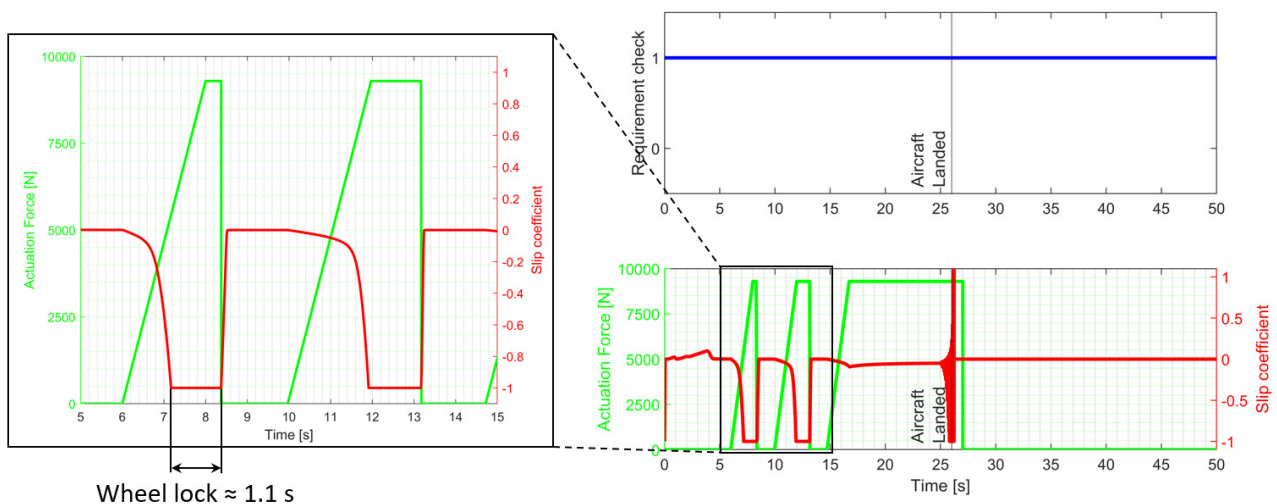 10000
7500
5000
2500
0
Actuation Force [N]
1
0.8
0.6
0.4
0.2
0
-0.2
-0.4
-0.6
-0.8
-1
Slip coefficient
5 6 7 8 9 10 11 12 13 14 15
Time [s]
Wheel lock ≈ 1.1 s
Requirement check
1
0
Aircraft
Landed
0 5 10 15 20 25 30 35 40 45 50
10000
7500
5000
2500
0
Actuation Force [N]
Aircraft
Landed
1
0.5
0
-0.5
-1
Slip coefficient
0 5 10 15 20 25 30 35 40 45 50
Time [s]